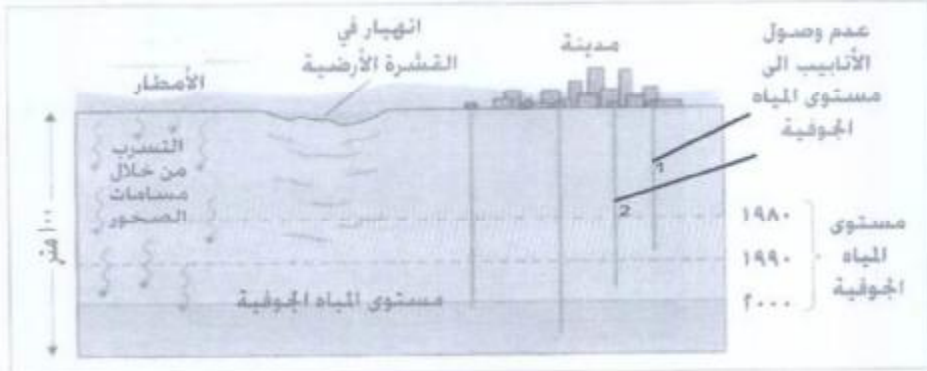 عدم وصول
الأنابيب الى
مستوى المياه
الجوفية
مدينة
انهيار في
القشرة الأرضية
الأمطار
التسرب
من خلال
مسامات
الصخور
١٠٠ متر
1
2
١٩٨٠
١٩٩٠
٢٠٠٠
مستوى
المياه
الجوفية
مستوى المياه الجوفية